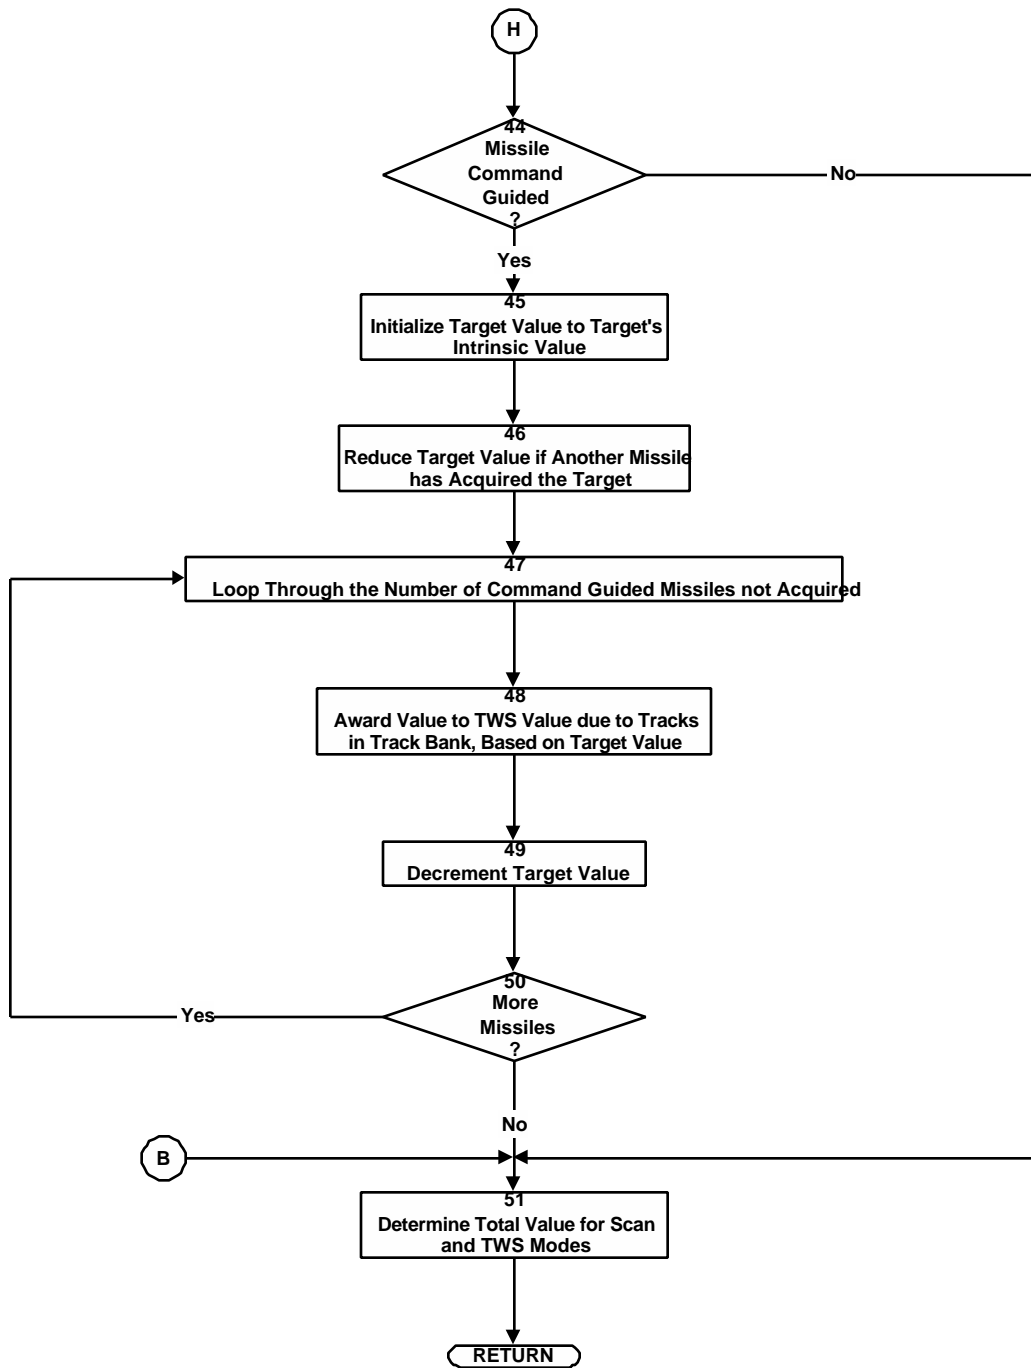 H
44
Missile
Command
Guided
?
No
Yes
45
Initialize Target Value to Target's
Intrinsic Value
46
Reduce Target Value if Another Missile
has Acquired the Target
47
Loop Through the Number of Command Guided Missiles not Acquired
48
Award Value to TWS Value due to Tracks
in Track Bank, Based on Target Value
49
Decrement Target Value
50
More
Missiles
?
Yes
No
B
51
Determine Total Value for Scan
and TWS Modes
RETURN